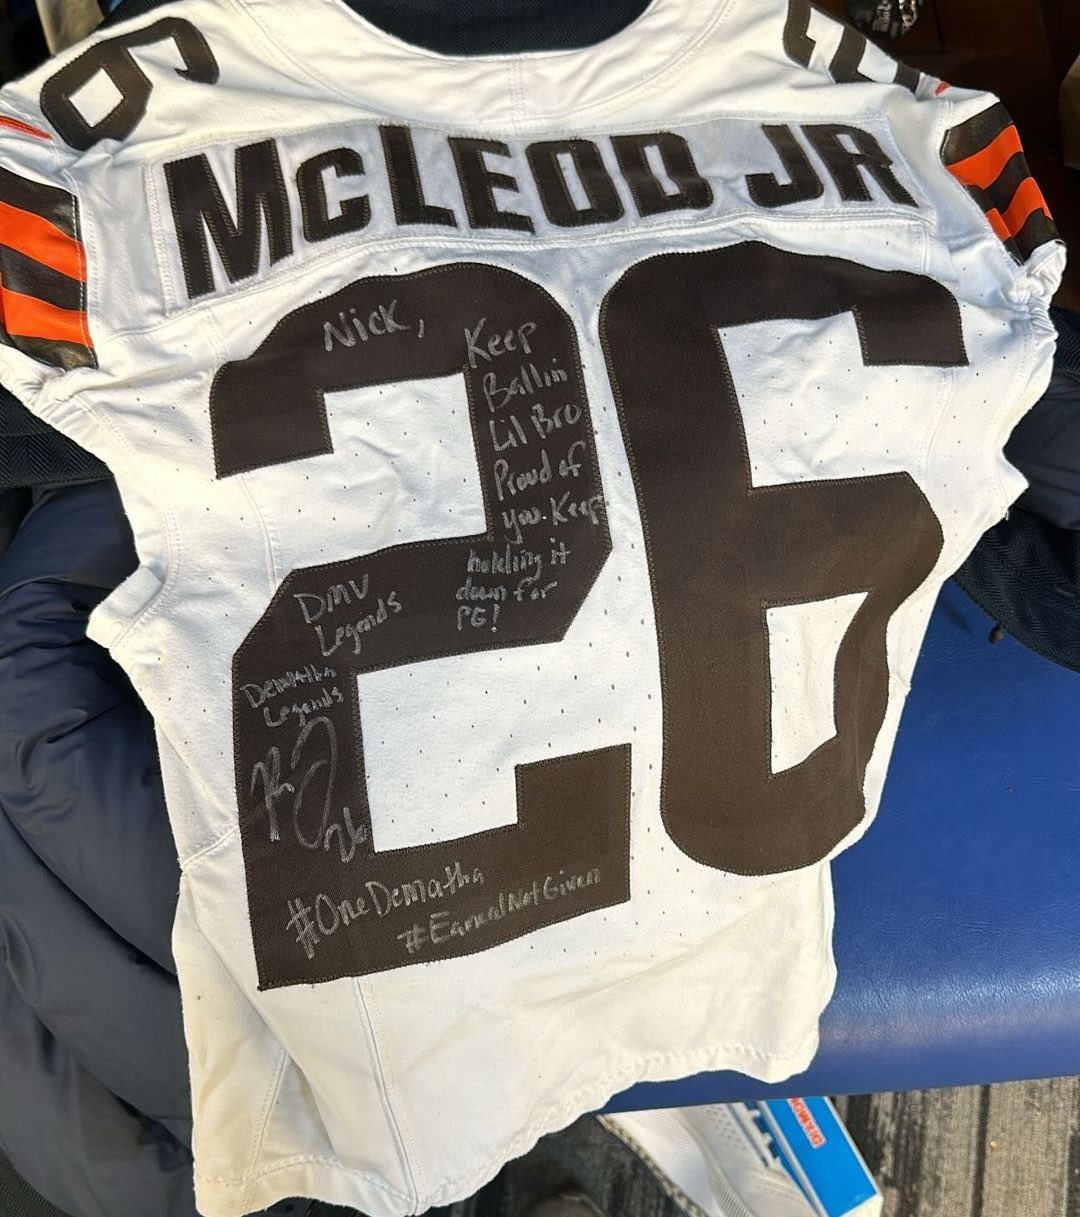 26
McLEOD JR
26
Nick,
Keep
Ballin
Lil Bro
Proud of
you. Keep
holding it
down for
PG!
DMV
Legends
Dematha
Legends
26
#OneDematha
#EarnedNotGiven